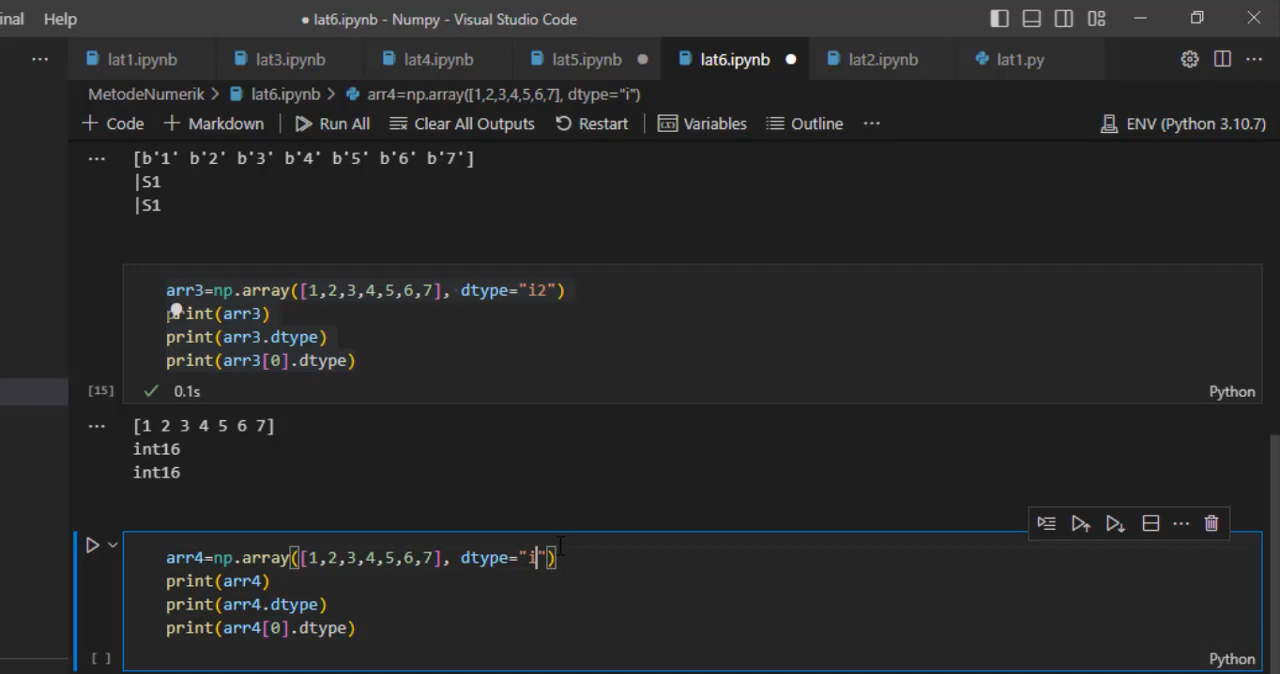 inal Help ● lat6.ipynb - Numpy - Visual Studio Code
··· lat1.ipynb lat3.ipynb lat4.ipynb lat5.ipynb ● lat6.ipynb ● lat2.ipynb lat1.py ···
MetodeNumerik > lat6.ipynb > arr4=np.array([1,2,3,4,5,6,7], dtype="i")
+ Code + Markdown | Run All Clear All Outputs Restart | Variables Outline ··· ENV (Python 3.10.7)
··· [b'1' b'2' b'3' b'4' b'5' b'6' b'7']
|S1
|S1
arr3=np.array([1,2,3,4,5,6,7], dtype="i2")
print(arr3)
print(arr3.dtype)
print(arr3[0].dtype)
[15] ✓ 0.1s Python
··· [1 2 3 4 5 6 7]
int16
int16
···
arr4=np.array([1,2,3,4,5,6,7], dtype="i")
print(arr4)
print(arr4.dtype)
print(arr4[0].dtype)
[ ] Python